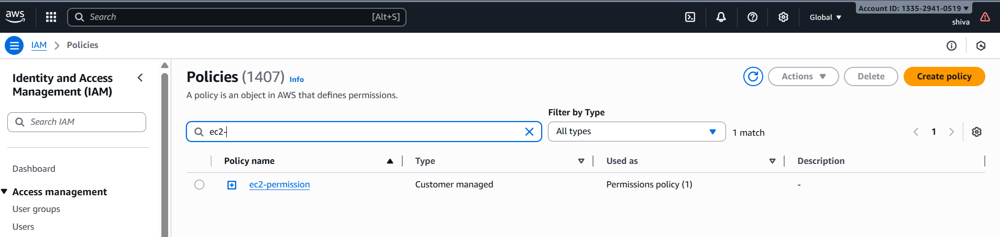 aws
Search
[Alt+S]
Global
Account ID: 1335-2941-0519
shiva
IAM
Policies
Identity and Access
Management (IAM)
Search IAM
Dashboard
Access management
User groups
Users
Policies (1407) Info
A policy is an object in AWS that defines permissions.
Actions
Delete
Create policy
Filter by Type
ec2-
All types
1 match
1
Policy name
Type
Used as
Description
ec2-permission
Customer managed
Permissions policy (1)
-